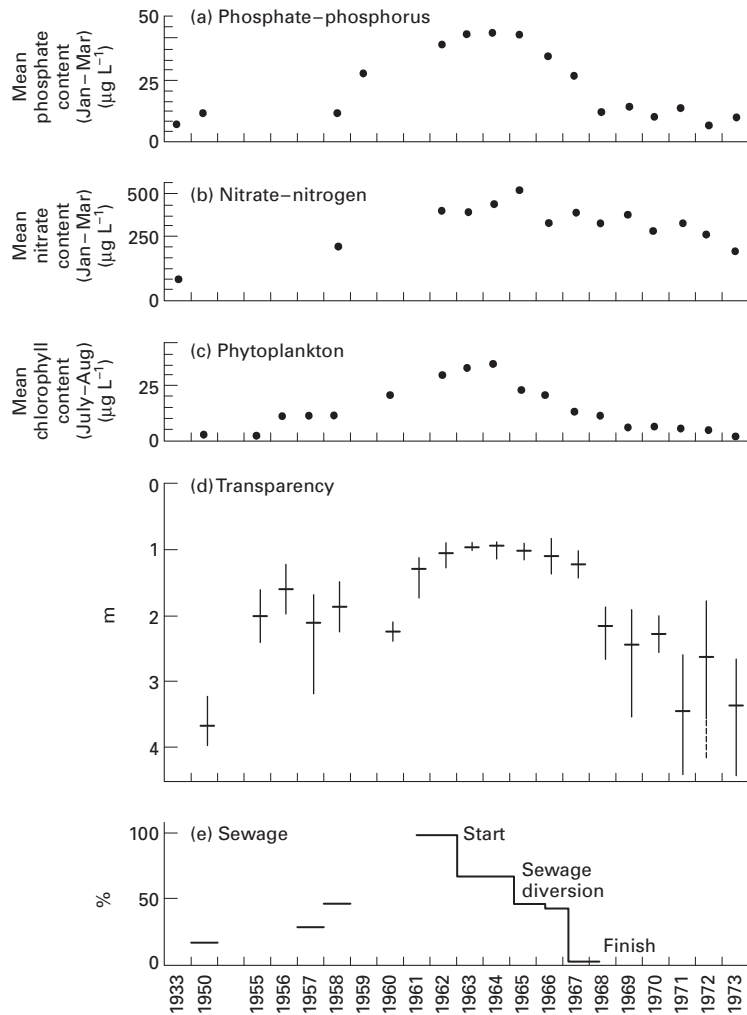 (a) Phosphate–phosphorus
Mean
phosphate
content
(Jan–Mar)
(µg L⁻¹)
50
25
0
(b) Nitrate–nitrogen
Mean
nitrate
content
(Jan–Mar)
(µg L⁻¹)
500
250
0
(c) Phytoplankton
Mean
chlorophyll
content
(July–Aug)
(µg L⁻¹)
25
0
(d) Transparency
m
0
1
2
3
4
(e) Sewage
%
100
50
0
Start
Sewage
diversion
Finish
1933
1950
1955
1956
1957
1958
1959
1960
1961
1962
1963
1964
1965
1966
1967
1968
1969
1970
1971
1972
1973